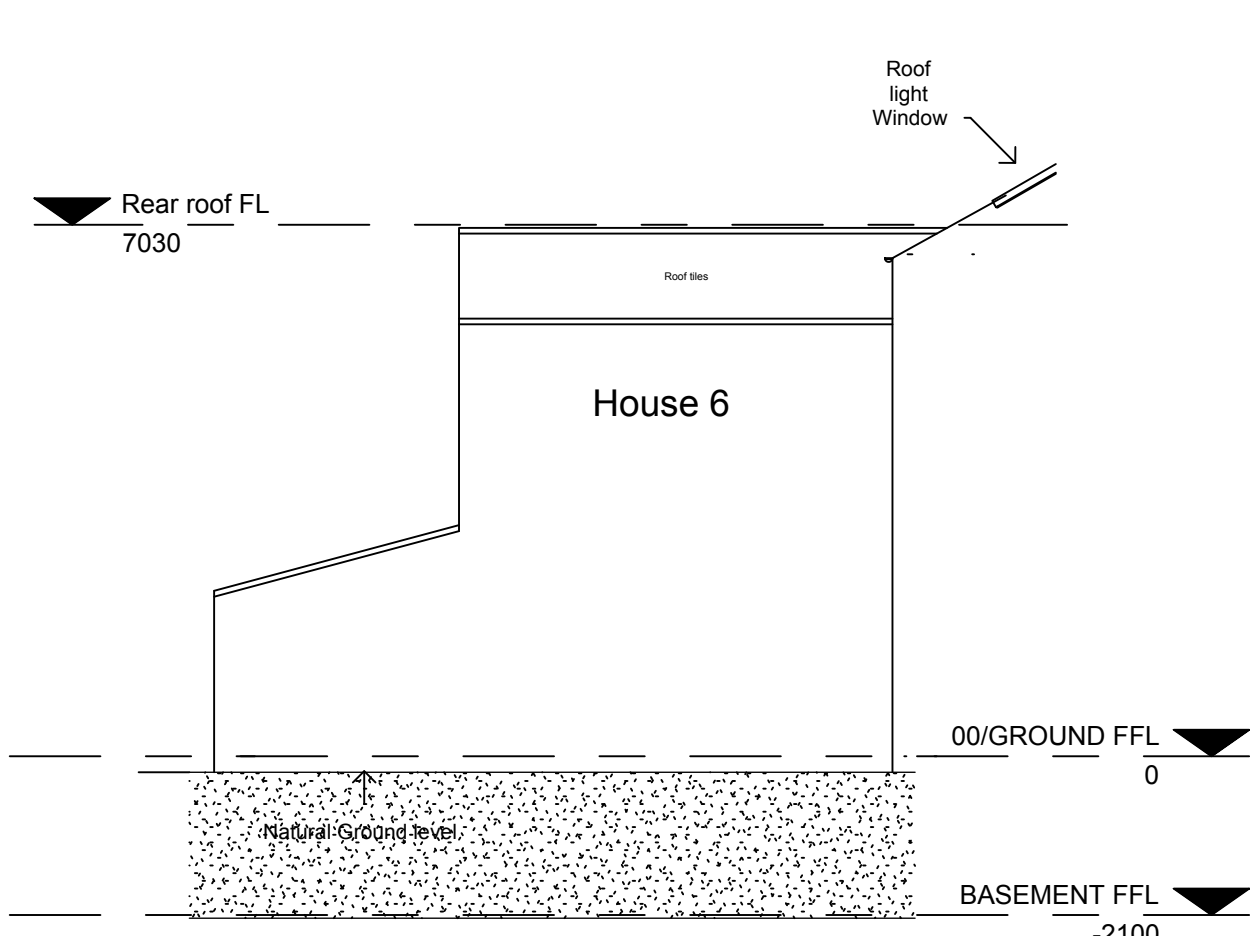 Roof
light
Window
Rear roof FL
7030
Roof tiles
House 6
00/GROUND FFL
0
Natural Ground level
BASEMENT FFL
-2100